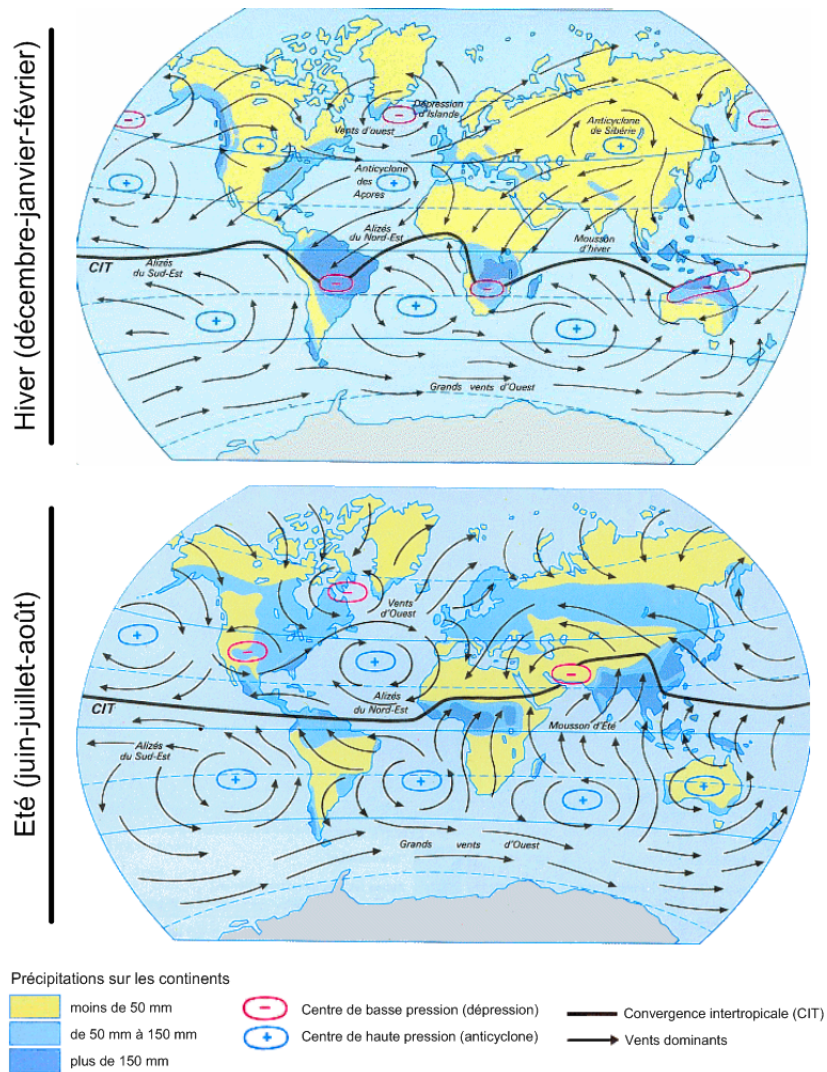 Hiver (décembre-janvier-février)
Dépression
d'Islande
Vents d'ouest
Anticyclone
de Sibérie
Anticyclone
des
Açores
Alizés
du Nord-Est
Mousson
d'hiver
CIT
Alizés
du Sud-Est
Grands vents d'Ouest
Eté (juin-juillet-août)
Vents
d'Ouest
CIT
Alizés
du Nord-Est
Mousson d'Eté
Alizés
du Sud-Est
Grands vents d'Ouest
Précipitations sur les continents
moins de 50 mm
de 50 mm à 150 mm
plus de 150 mm
Centre de basse pression (dépression)
Centre de haute pression (anticyclone)
Convergence intertropicale (CIT)
Vents dominants